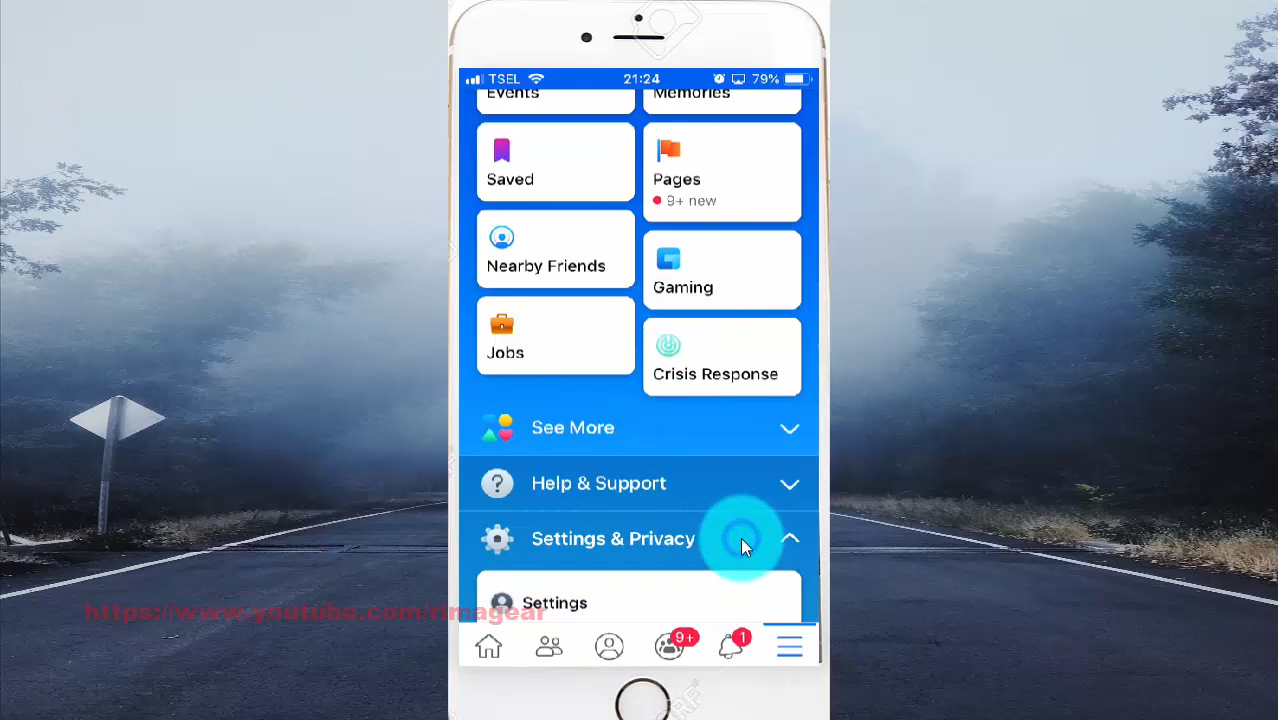 TSEL 21:24 79%
Events Memories
Saved Pages
9+ new
Nearby Friends
Gaming
Jobs
Crisis Response
See More
? Help & Support
Settings & Privacy
Settings
https://www.youtube.com/rimagear
9+ 1